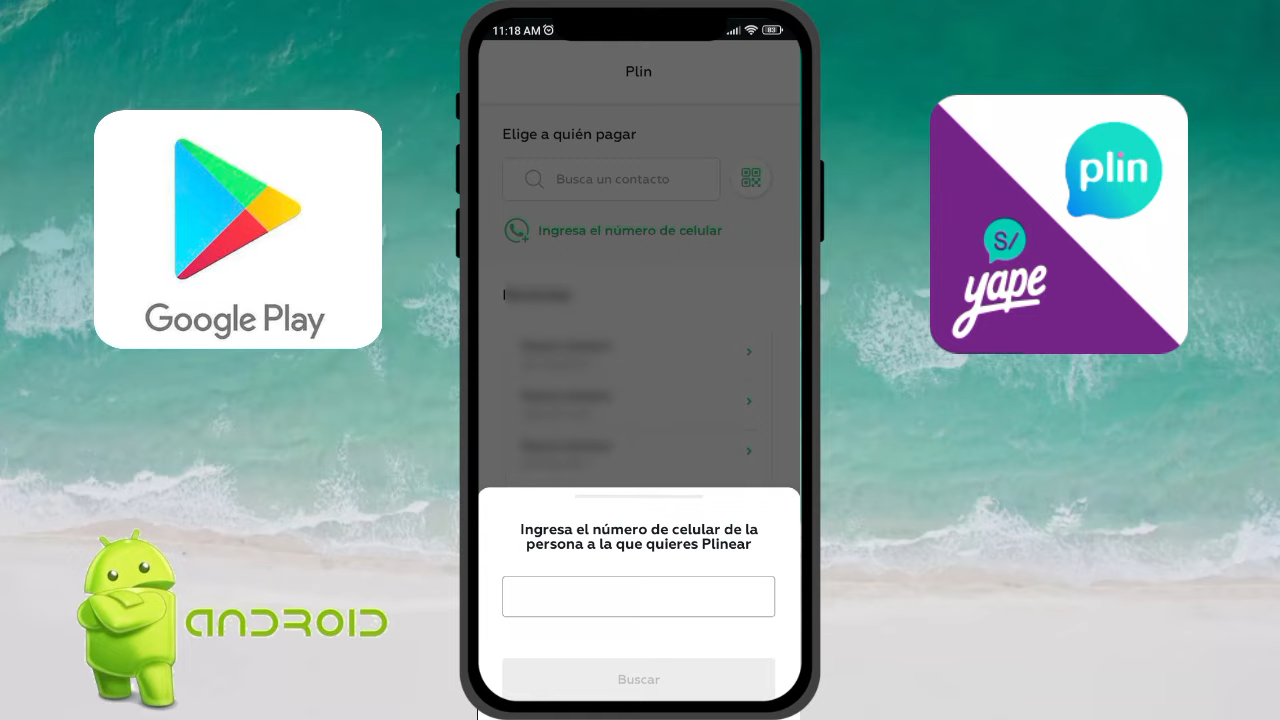 11:18 AM
83
Plin
Elige a quién pagar
Busca un contacto
Ingresa el número de celular
Ingresa el número de celular de la
persona a la que quieres Plinear
Buscar
Google Play
ANDROID
plin
S/
yape